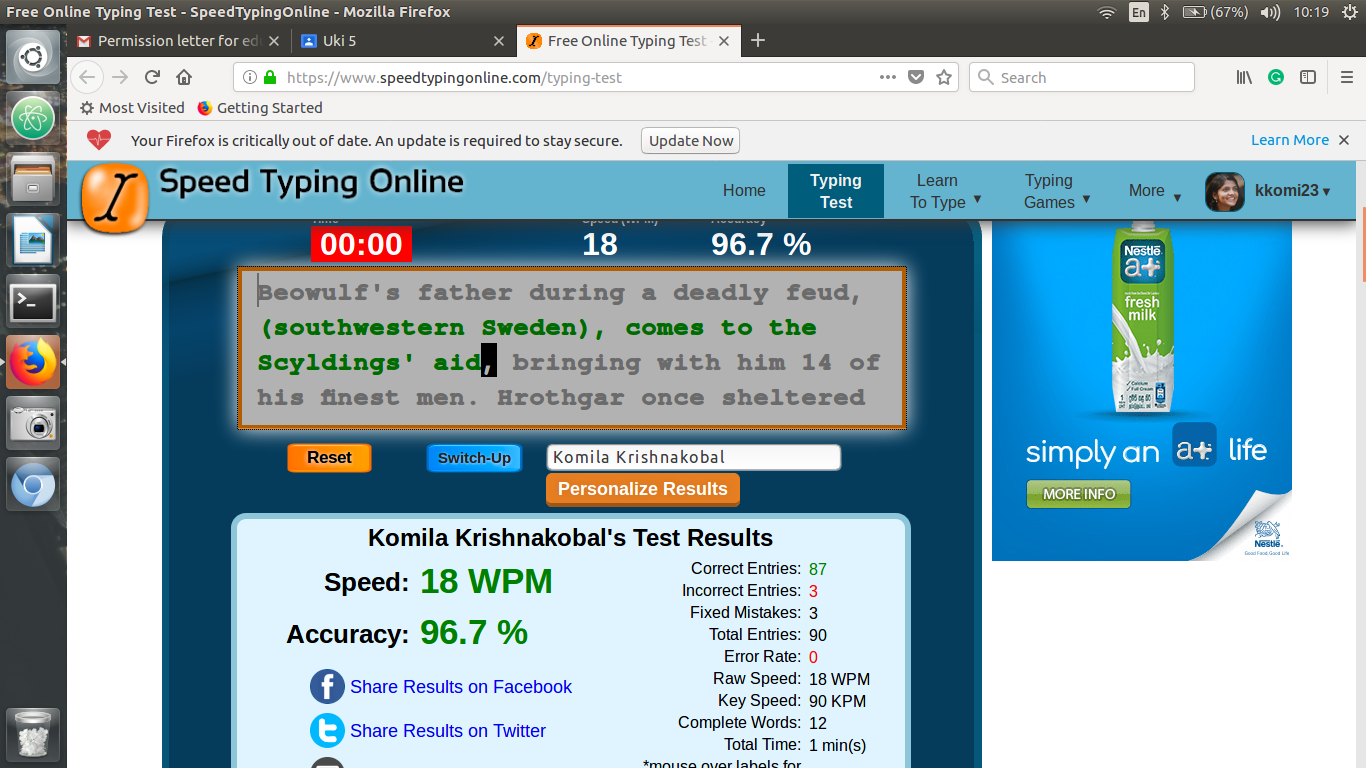 Free Online Typing Test - SpeedTypingOnline - Mozilla Firefox
En
(67%)
10:19
Permission letter for edu
Uki 5
Free Online Typing Test -
https://www.speedtypingonline.com/typing-test
Search
Most Visited
Getting Started
Your Firefox is critically out of date. An update is required to stay secure.
Update Now
Learn More
Speed Typing Online
Home
Typing Test
Learn To Type
Typing Games
More
kkomi23
Time
Speed (WPM)
Accuracy
00:00
18
96.7 %
Beowulf's father during a deadly feud,
(southwestern Sweden), comes to the
Scyldings' aid, bringing with him 14 of
his finest men. Hrothgar once sheltered
Reset
Switch-Up
Komila Krishnakobal
Personalize Results
Komila Krishnakobal's Test Results
Speed: 18 WPM
Accuracy: 96.7 %
Share Results on Facebook
Share Results on Twitter
Correct Entries: 87
Incorrect Entries: 3
Fixed Mistakes: 3
Total Entries: 90
Error Rate: 0
Raw Speed: 18 WPM
Key Speed: 90 KPM
Complete Words: 12
Total Time: 1 min(s)
*mouse over labels for
Nestlé
a+
fresh
milk
simply an a+ life
MORE INFO
Nestlé
Good Food, Good Life